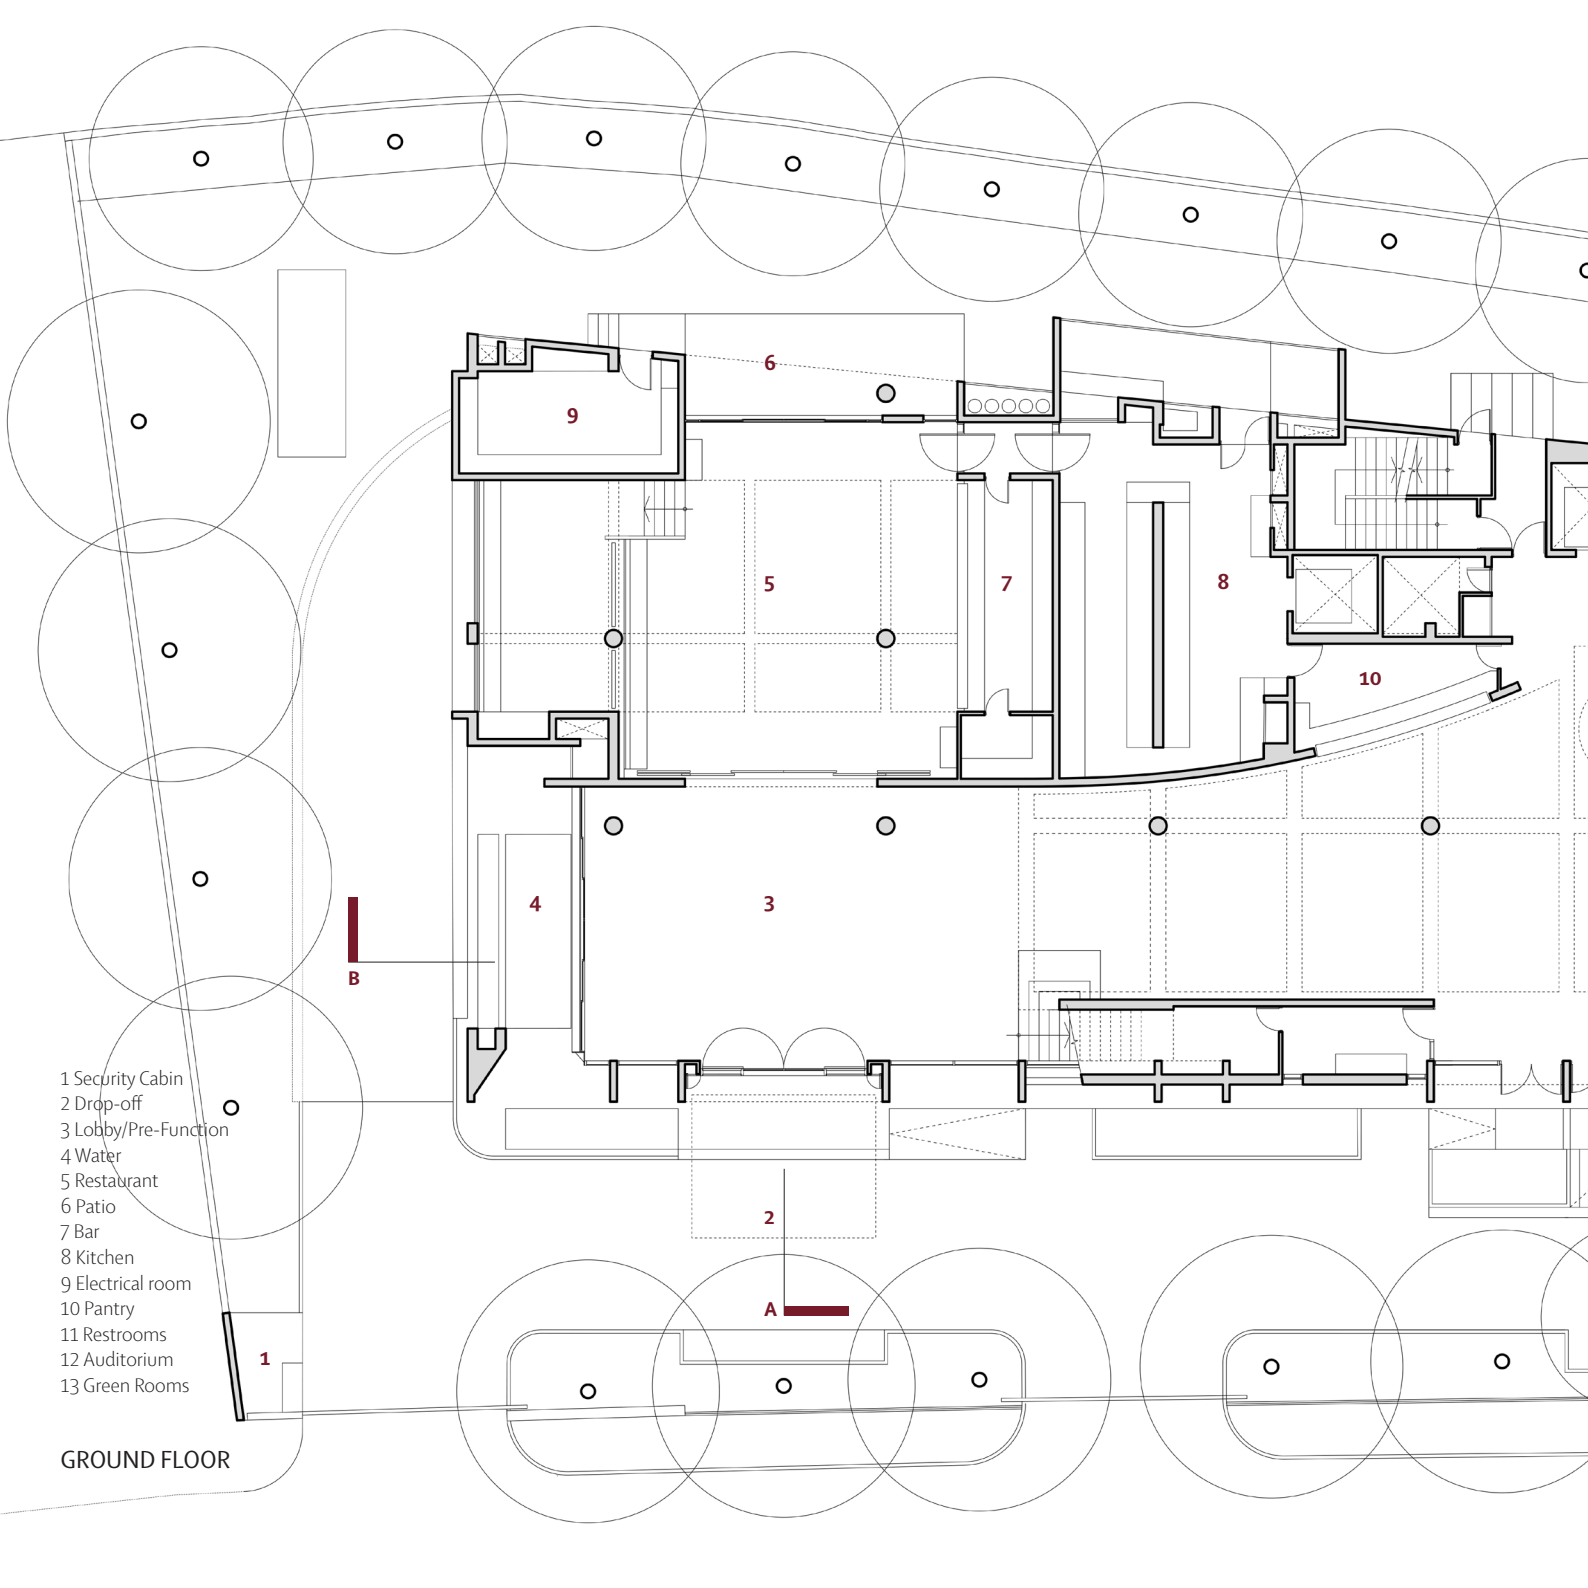 6
9
5
7
8
10
4
3
B
2
A
1
1 Security Cabin
2 Drop-off
3 Lobby/Pre-Function
4 Water
5 Restaurant
6 Patio
7 Bar
8 Kitchen
9 Electrical room
10 Pantry
11 Restrooms
12 Auditorium
13 Green Rooms
GROUND FLOOR